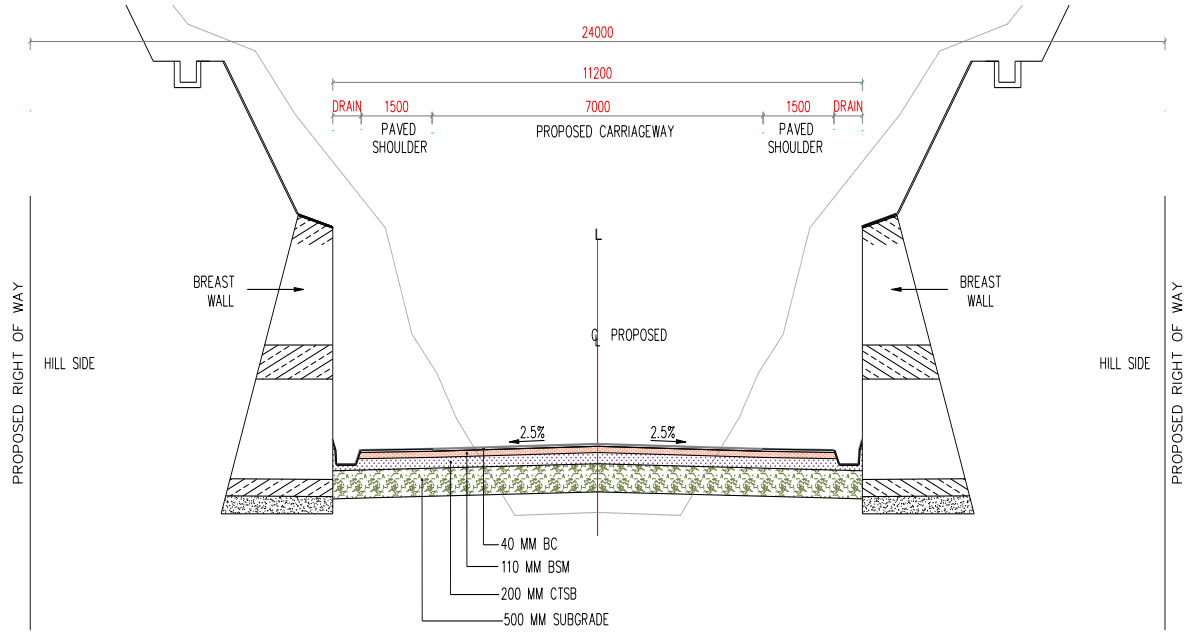 24000
11200
DRAIN 1500 7000 1500 DRAIN
PAVED
SHOULDER
PROPOSED CARRIAGEWAY
PAVED
SHOULDER
L
BREAST
WALL
BREAST
WALL
PROPOSED RIGHT OF WAY
HILL SIDE
℄ PROPOSED
HILL SIDE
PROPOSED RIGHT OF WAY
2.5% 2.5%
40 MM BC
110 MM BSM
200 MM CTSB
500 MM SUBGRADE